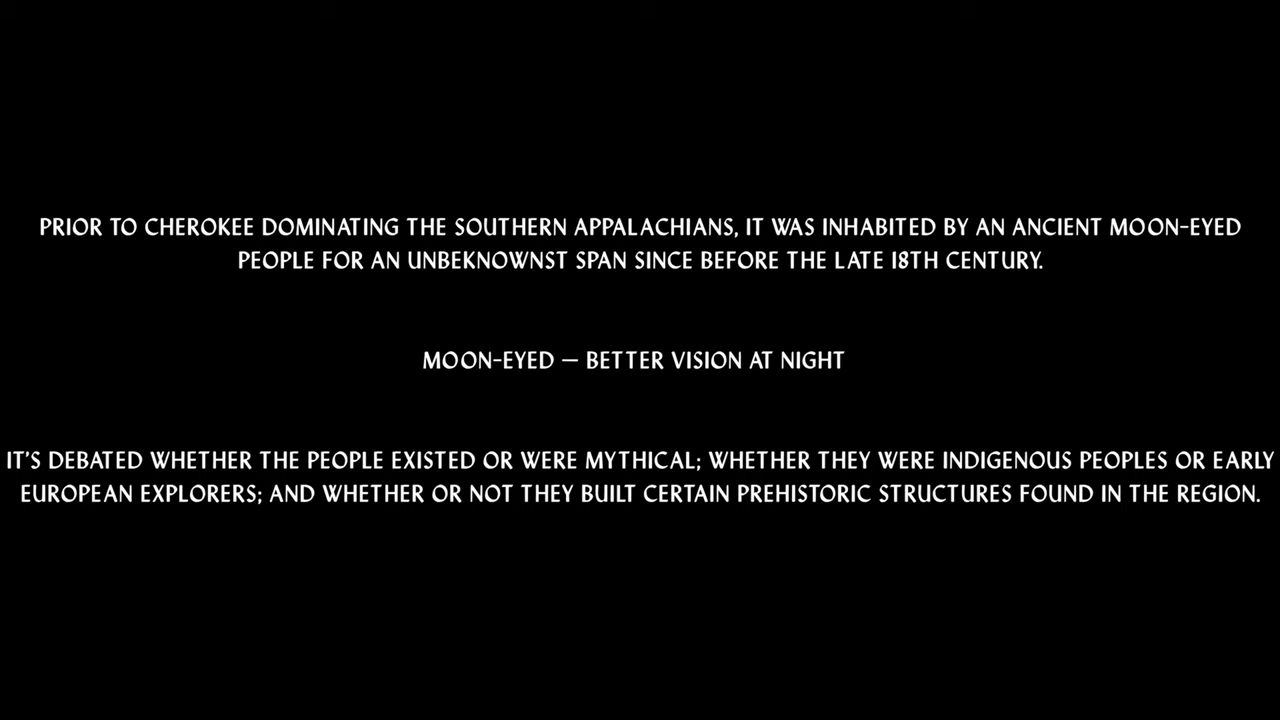 PRIOR TO CHEROKEE DOMINATING THE SOUTHERN APPALACHIANS, IT WAS INHABITED BY AN ANCIENT MOON-EYED
PEOPLE FOR AN UNBEKNOWNST SPAN SINCE BEFORE THE LATE 18TH CENTURY.
MOON-EYED – BETTER VISION AT NIGHT
IT'S DEBATED WHETHER THE PEOPLE EXISTED OR WERE MYTHICAL; WHETHER THEY WERE INDIGENOUS PEOPLES OR EARLY
EUROPEAN EXPLORERS; AND WHETHER OR NOT THEY BUILT CERTAIN PREHISTORIC STRUCTURES FOUND IN THE REGION.